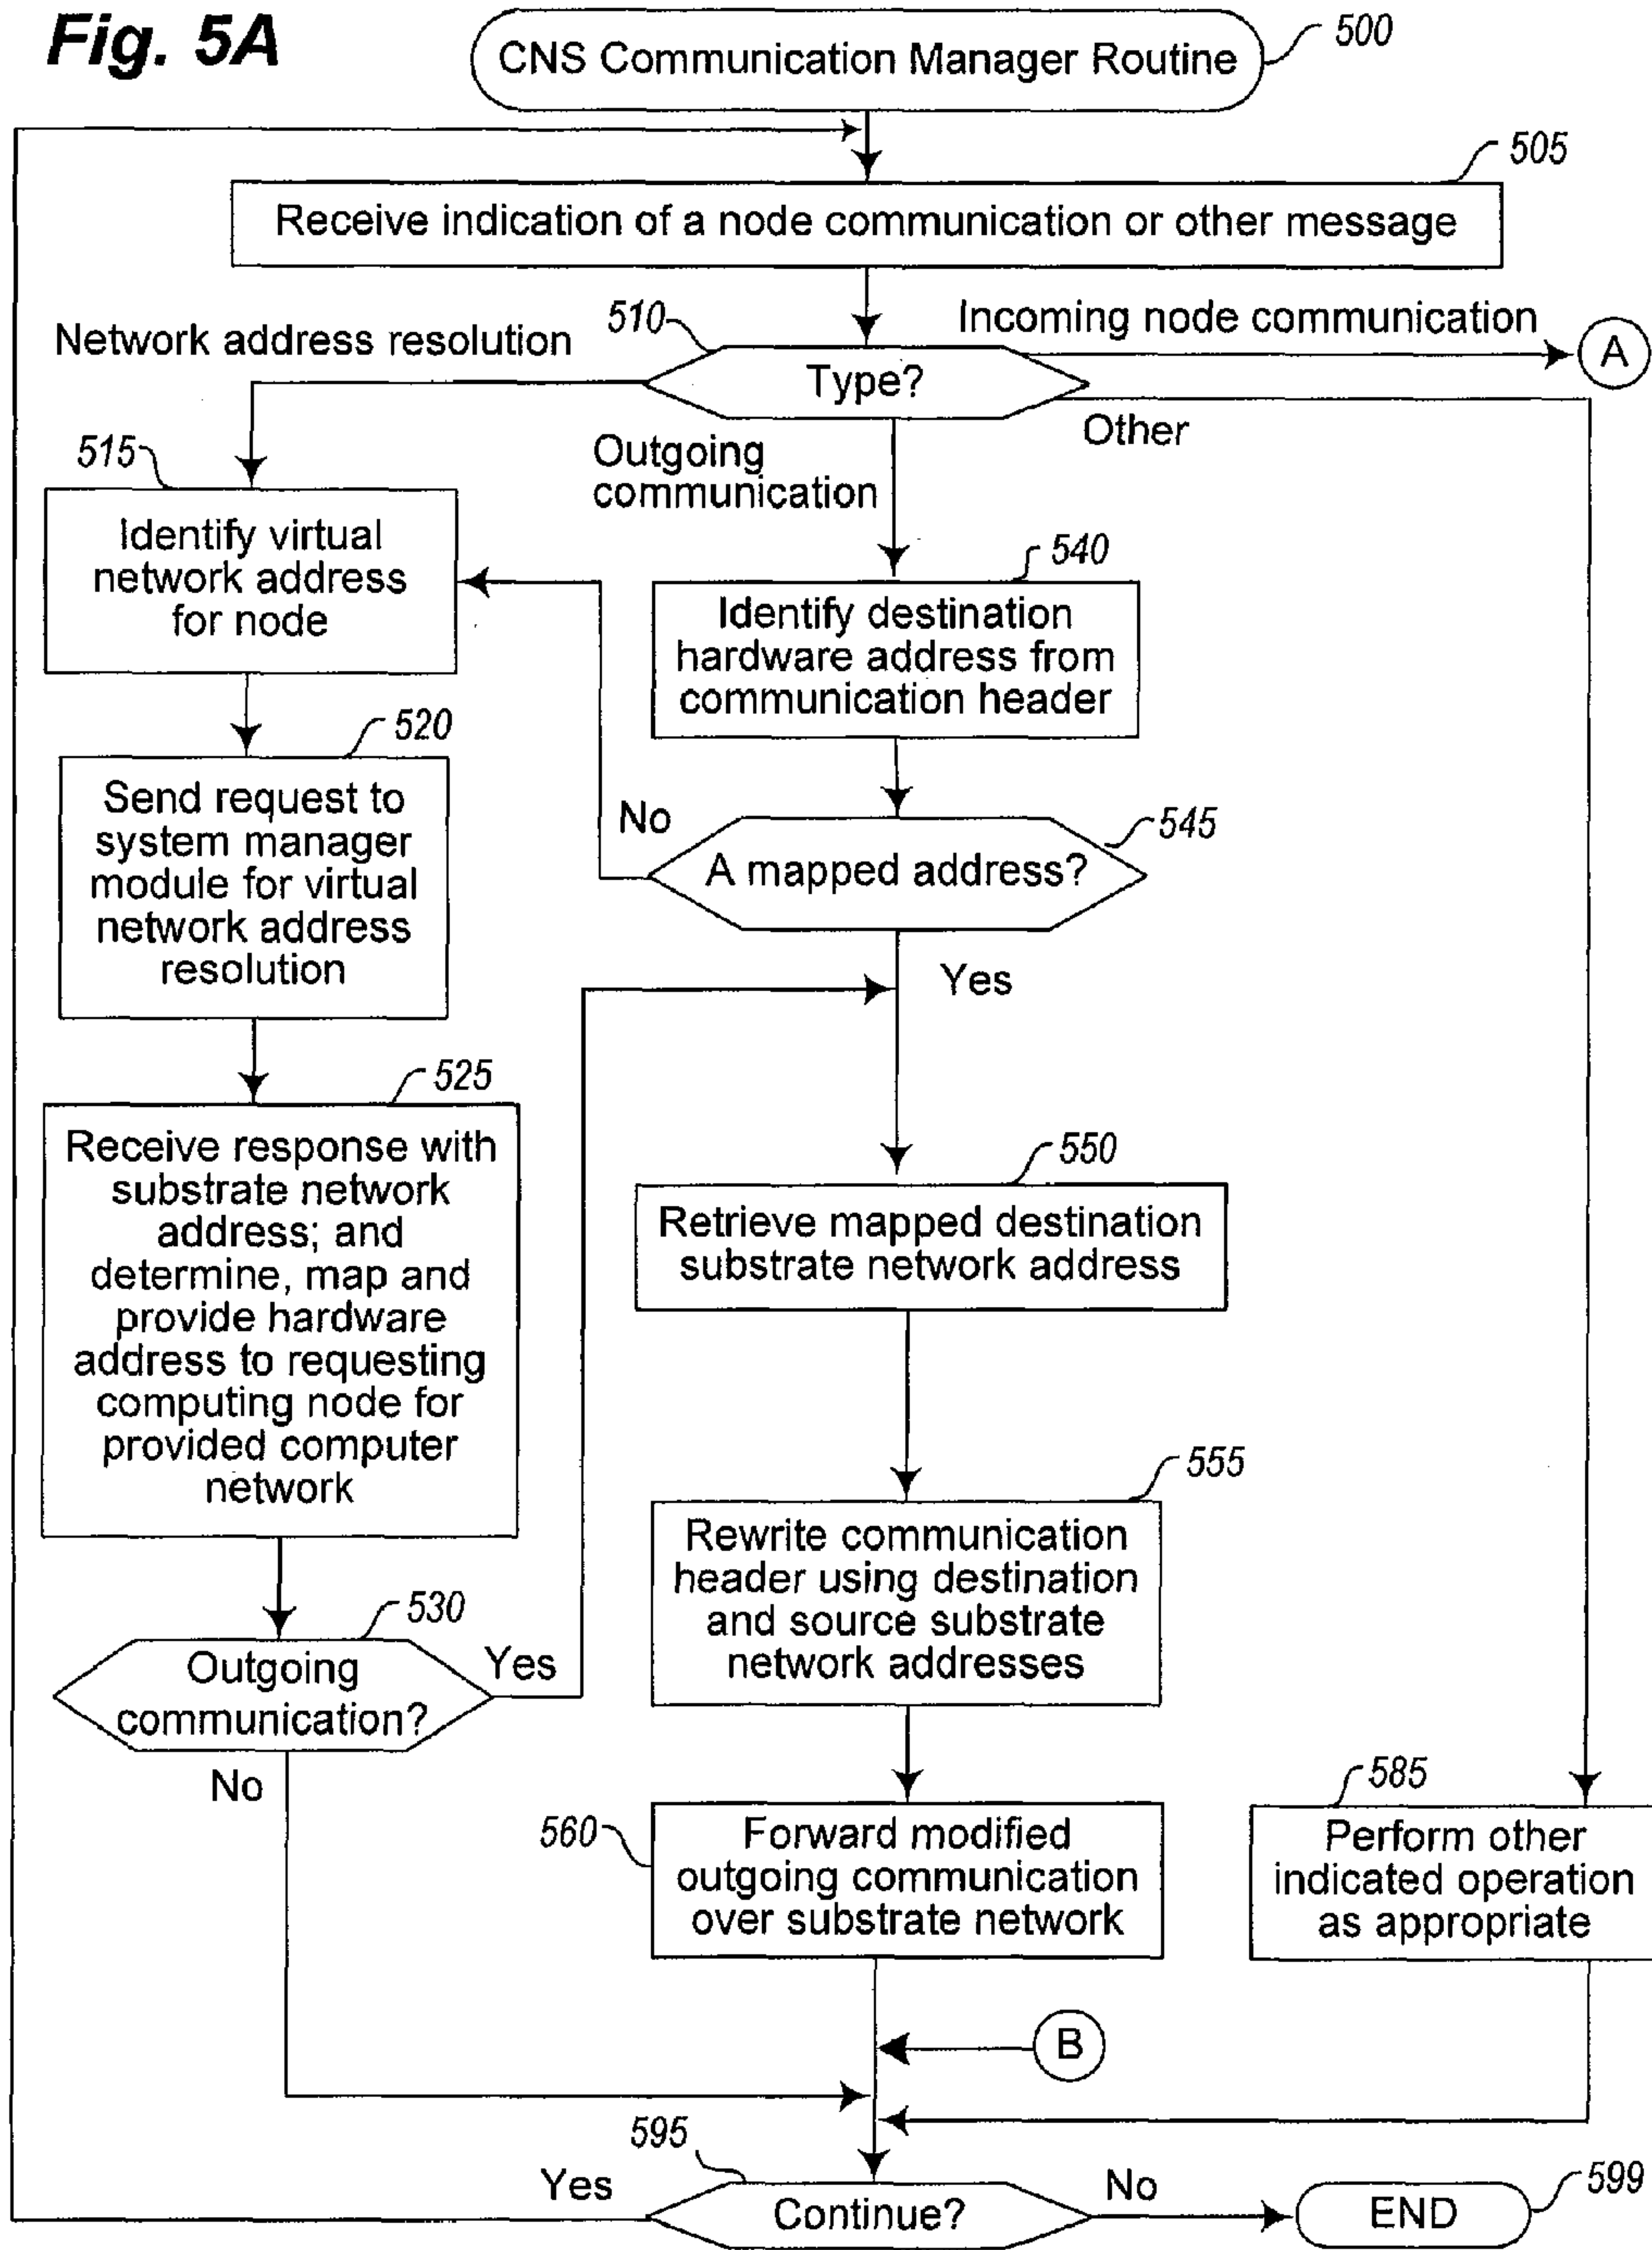 Fig. 5A
CNS Communication Manager Routine
500
505
Receive indication of a node communication or other message
Network address resolution
510
Incoming node communication
A
Type?
Other
Outgoing
communication
515
Identify virtual
network address
for node
540
Identify destination
hardware address from
communication header
520
Send request to
system manager
module for virtual
network address
resolution
No
545
A mapped address?
Yes
525
Receive response with
substrate network
address; and
determine, map and
provide hardware
address to requesting
computing node for
provided computer
network
550
Retrieve mapped destination
substrate network address
555
Rewrite communication
header using destination
and source substrate
network addresses
530
Outgoing
communication?
Yes
No
560
Forward modified
outgoing communication
over substrate network
585
Perform other
indicated operation
as appropriate
B
595
Yes
Continue?
No
END
599